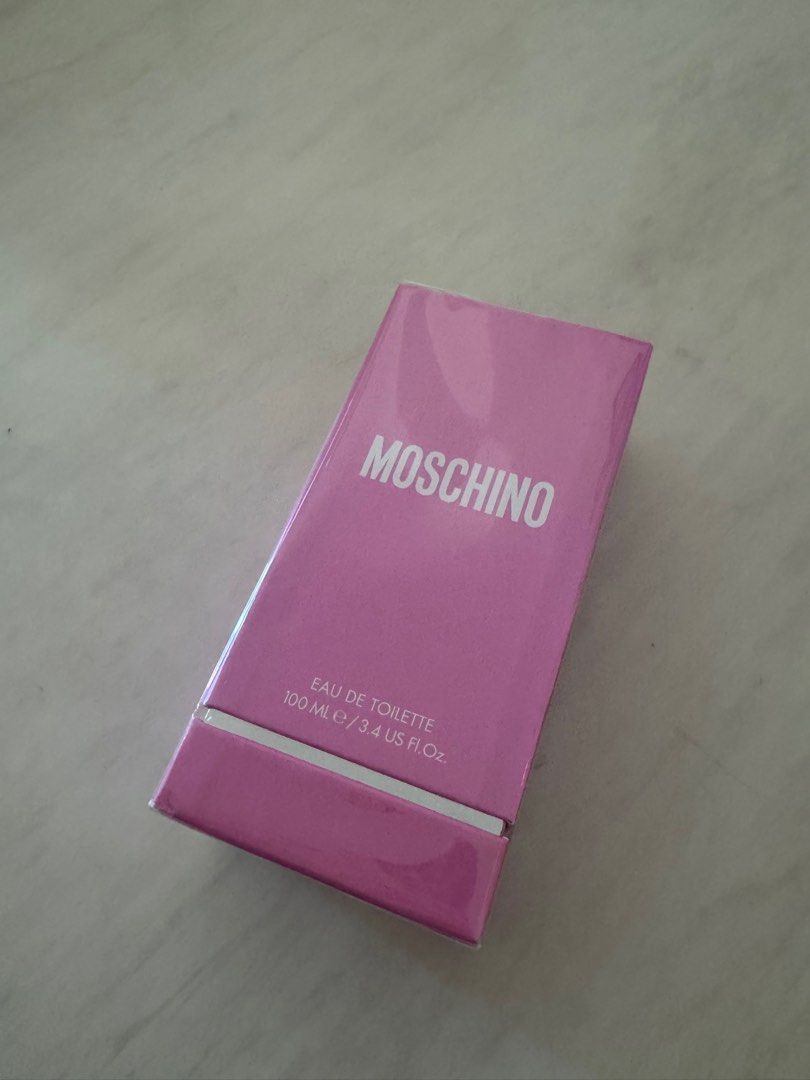 MOSCHINO
EAU DE TOILETTE
100 ML ℮ / 3.4 US Fl.Oz.